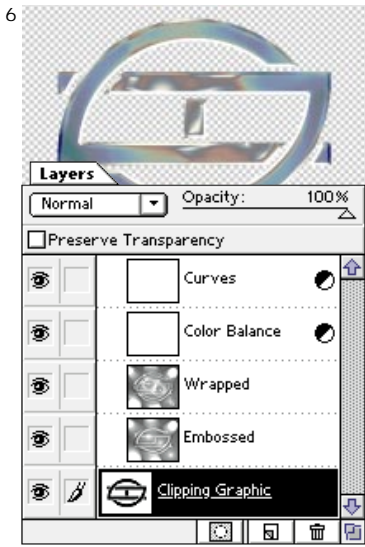 6
Layers
Normal Opacity: 100%
Preserve Transparency
Curves
Color Balance
Wrapped
Embossed
Clipping Graphic